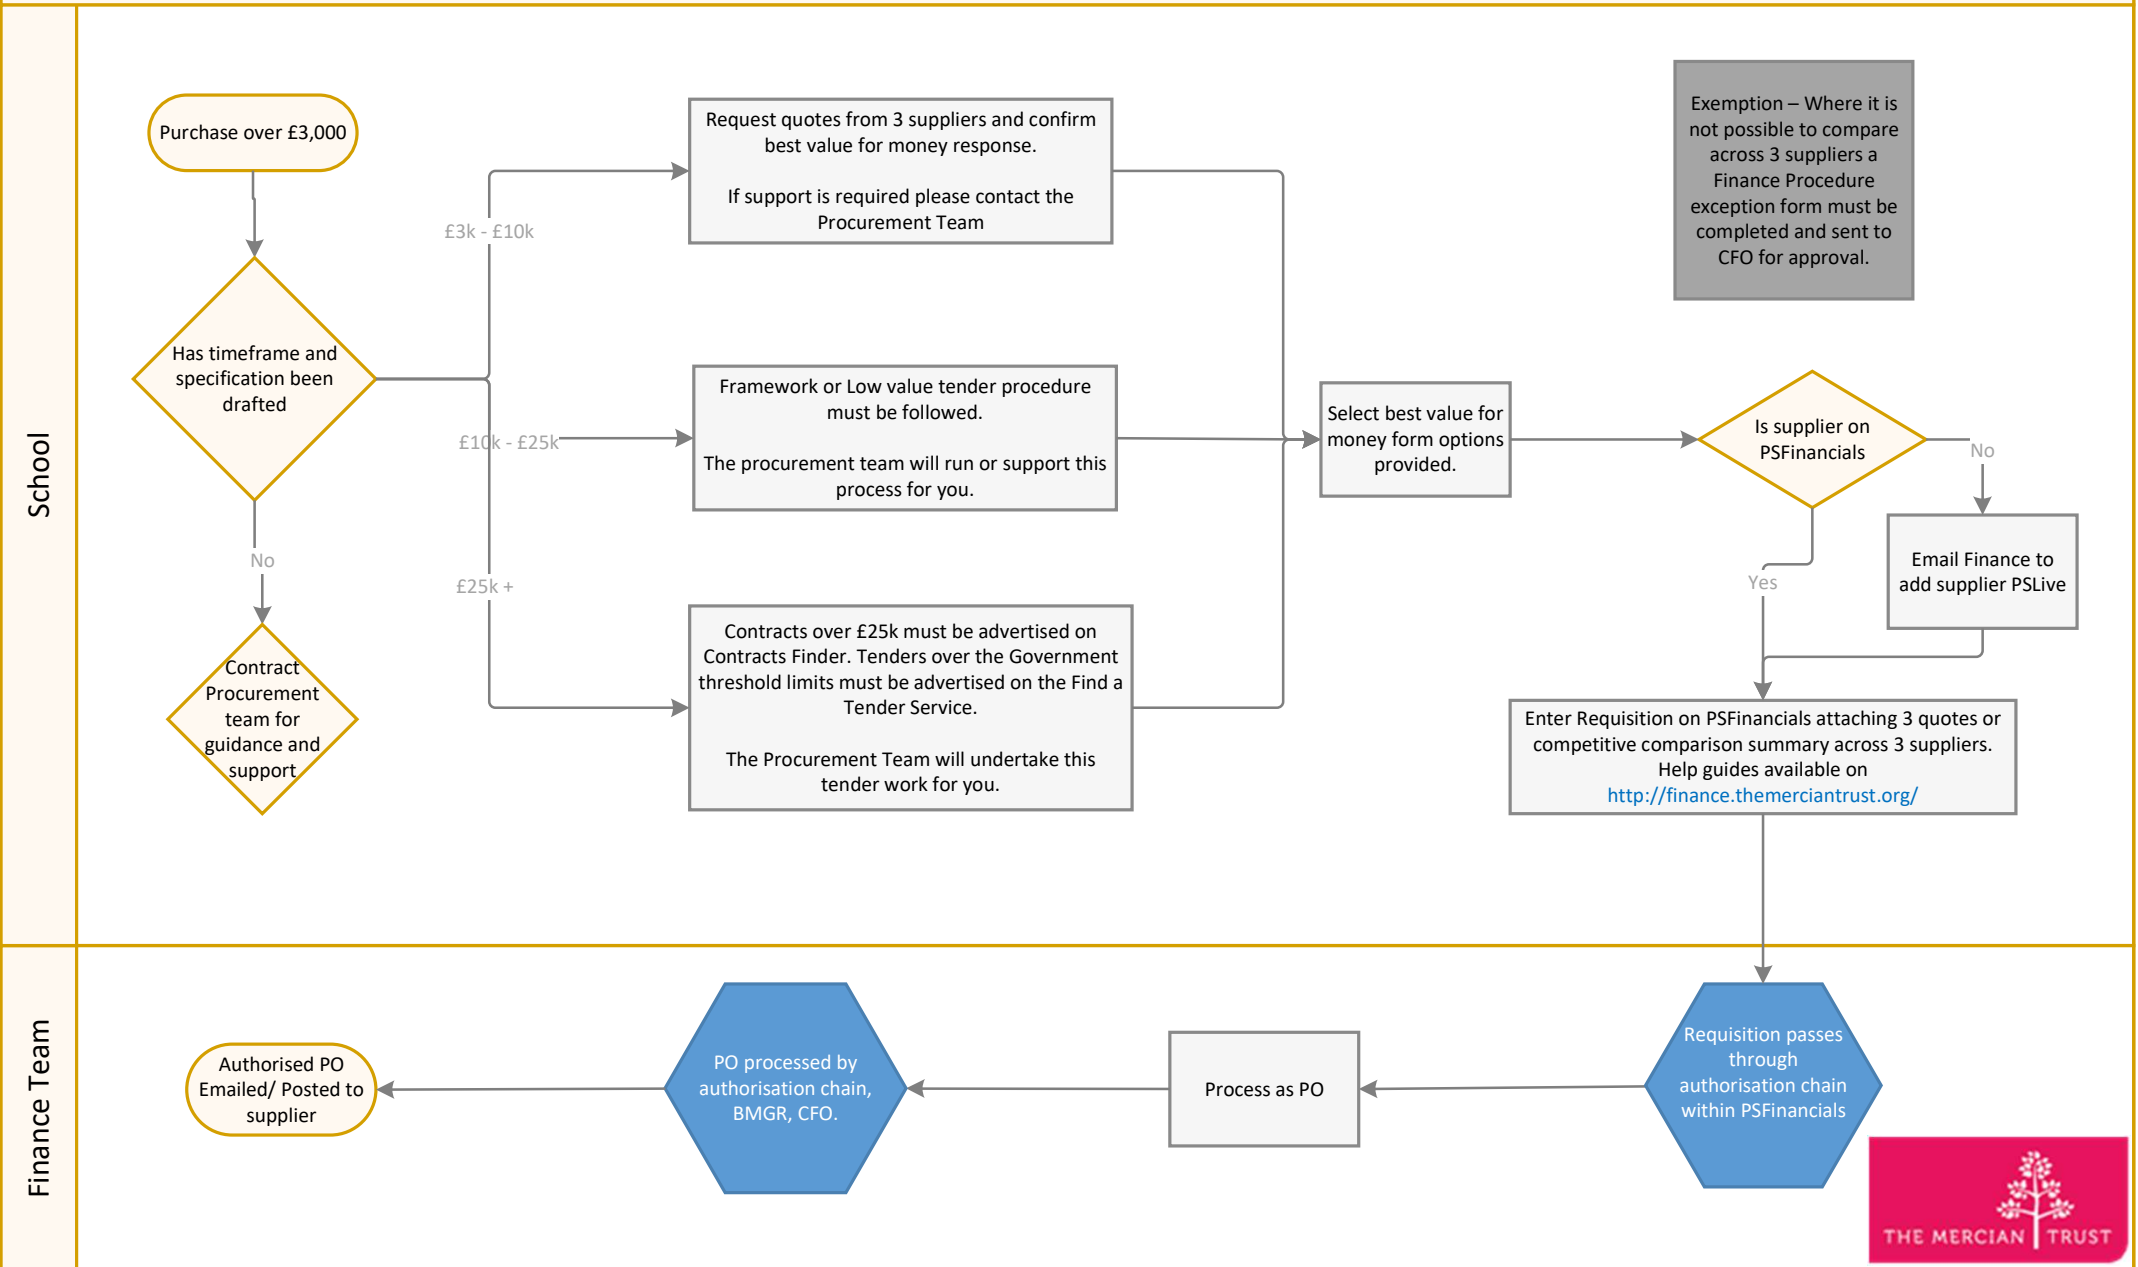 School
Purchase over £3,000
Has timeframe and
specification been
drafted
No
Contract
Procurement
team for
guidance and
support
£3k - £10k
£10k - £25k
£25k +
Request quotes from 3 suppliers and confirm
best value for money response.
If support is required please contact the
Procurement Team
Framework or Low value tender procedure
must be followed.
The procurement team will run or support this
process for you.
Contracts over £25k must be advertised on
Contracts Finder. Tenders over the Government
threshold limits must be advertised on the Find a
Tender Service.
The Procurement Team will undertake this
tender work for you.
Select best value for
money form options
provided.
Exemption – Where it is
not possible to compare
across 3 suppliers a
Finance Procedure
exception form must be
completed and sent to
CFO for approval.
Is supplier on
PSFinancials
No
Yes
Email Finance to
add supplier PSLive
Enter Requisition on PSFinancials attaching 3 quotes or
competitive comparison summary across 3 suppliers.
Help guides available on
http://finance.themerciantrust.org/
Finance Team
Requisition passes
through
authorisation chain
within PSFinancials
Process as PO
PO processed by
authorisation chain,
BMGR, CFO.
Authorised PO
Emailed/ Posted to
supplier
THE MERCIAN TRUST